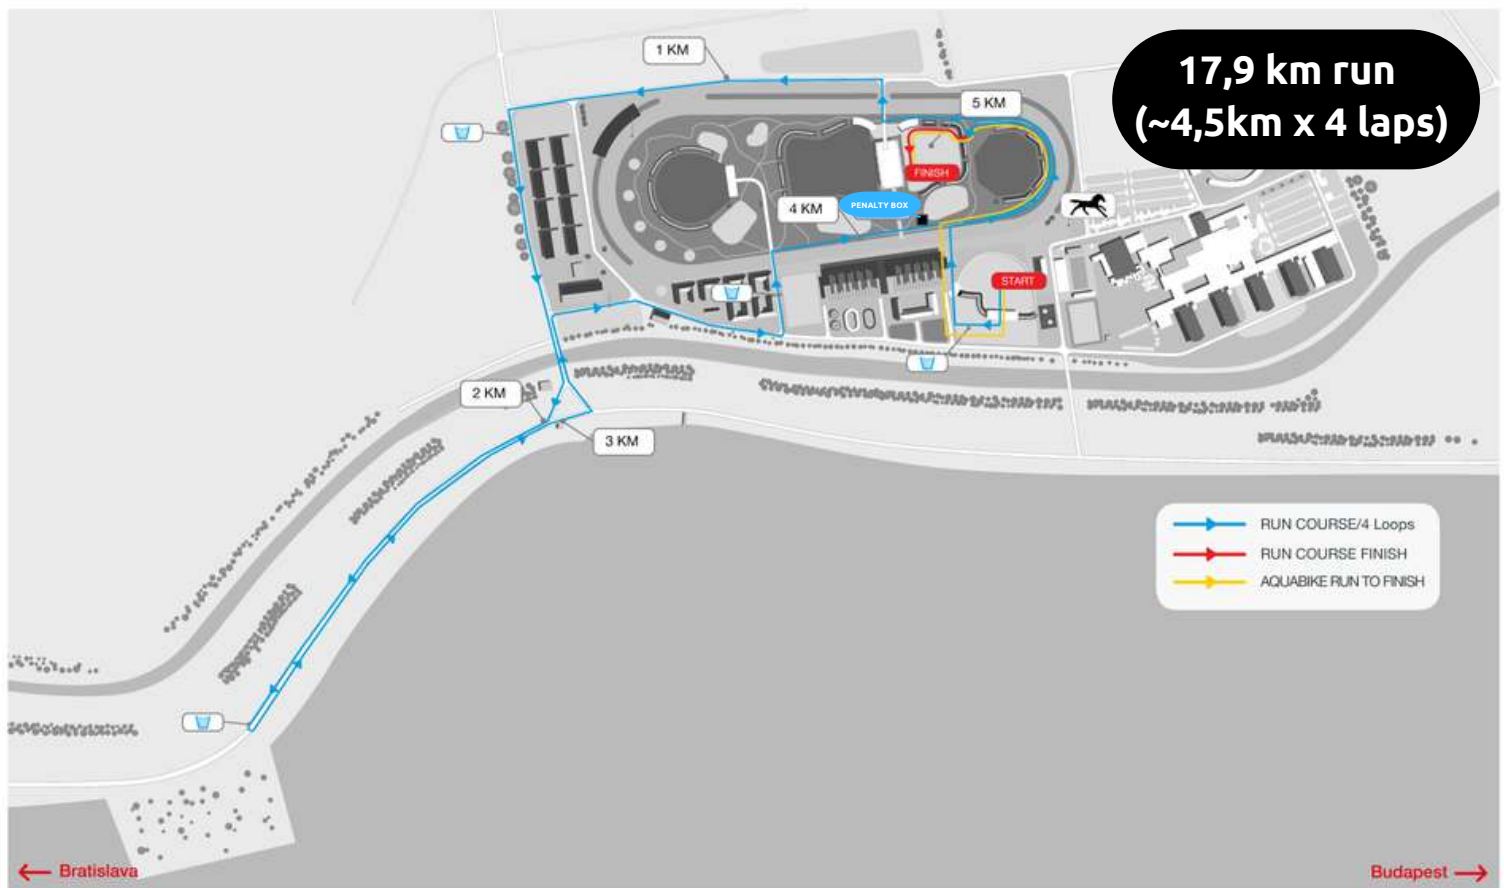 17,9 km run
(~4,5km x 4 laps)
1 KM
5 KM
FINISH
4 KM
PENALTY BOX
START
2 KM
3 KM
RUN COURSE/4 Loops
RUN COURSE FINISH
AQUABIKE RUN TO FINISH
Bratislava
Budapest